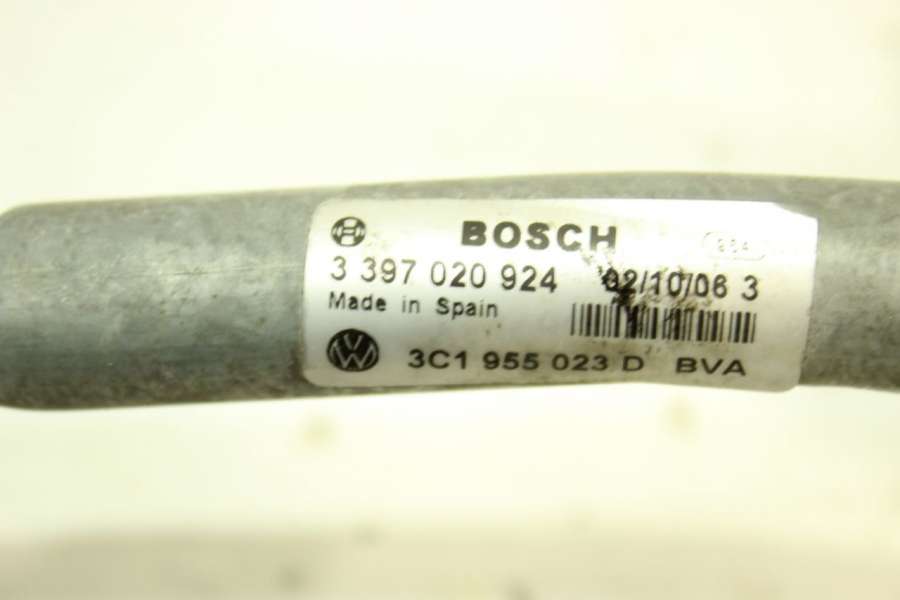 BOSCH
3 397 020 924 02/10/06 3
Made in Spain
3C1 955 023 D BVA